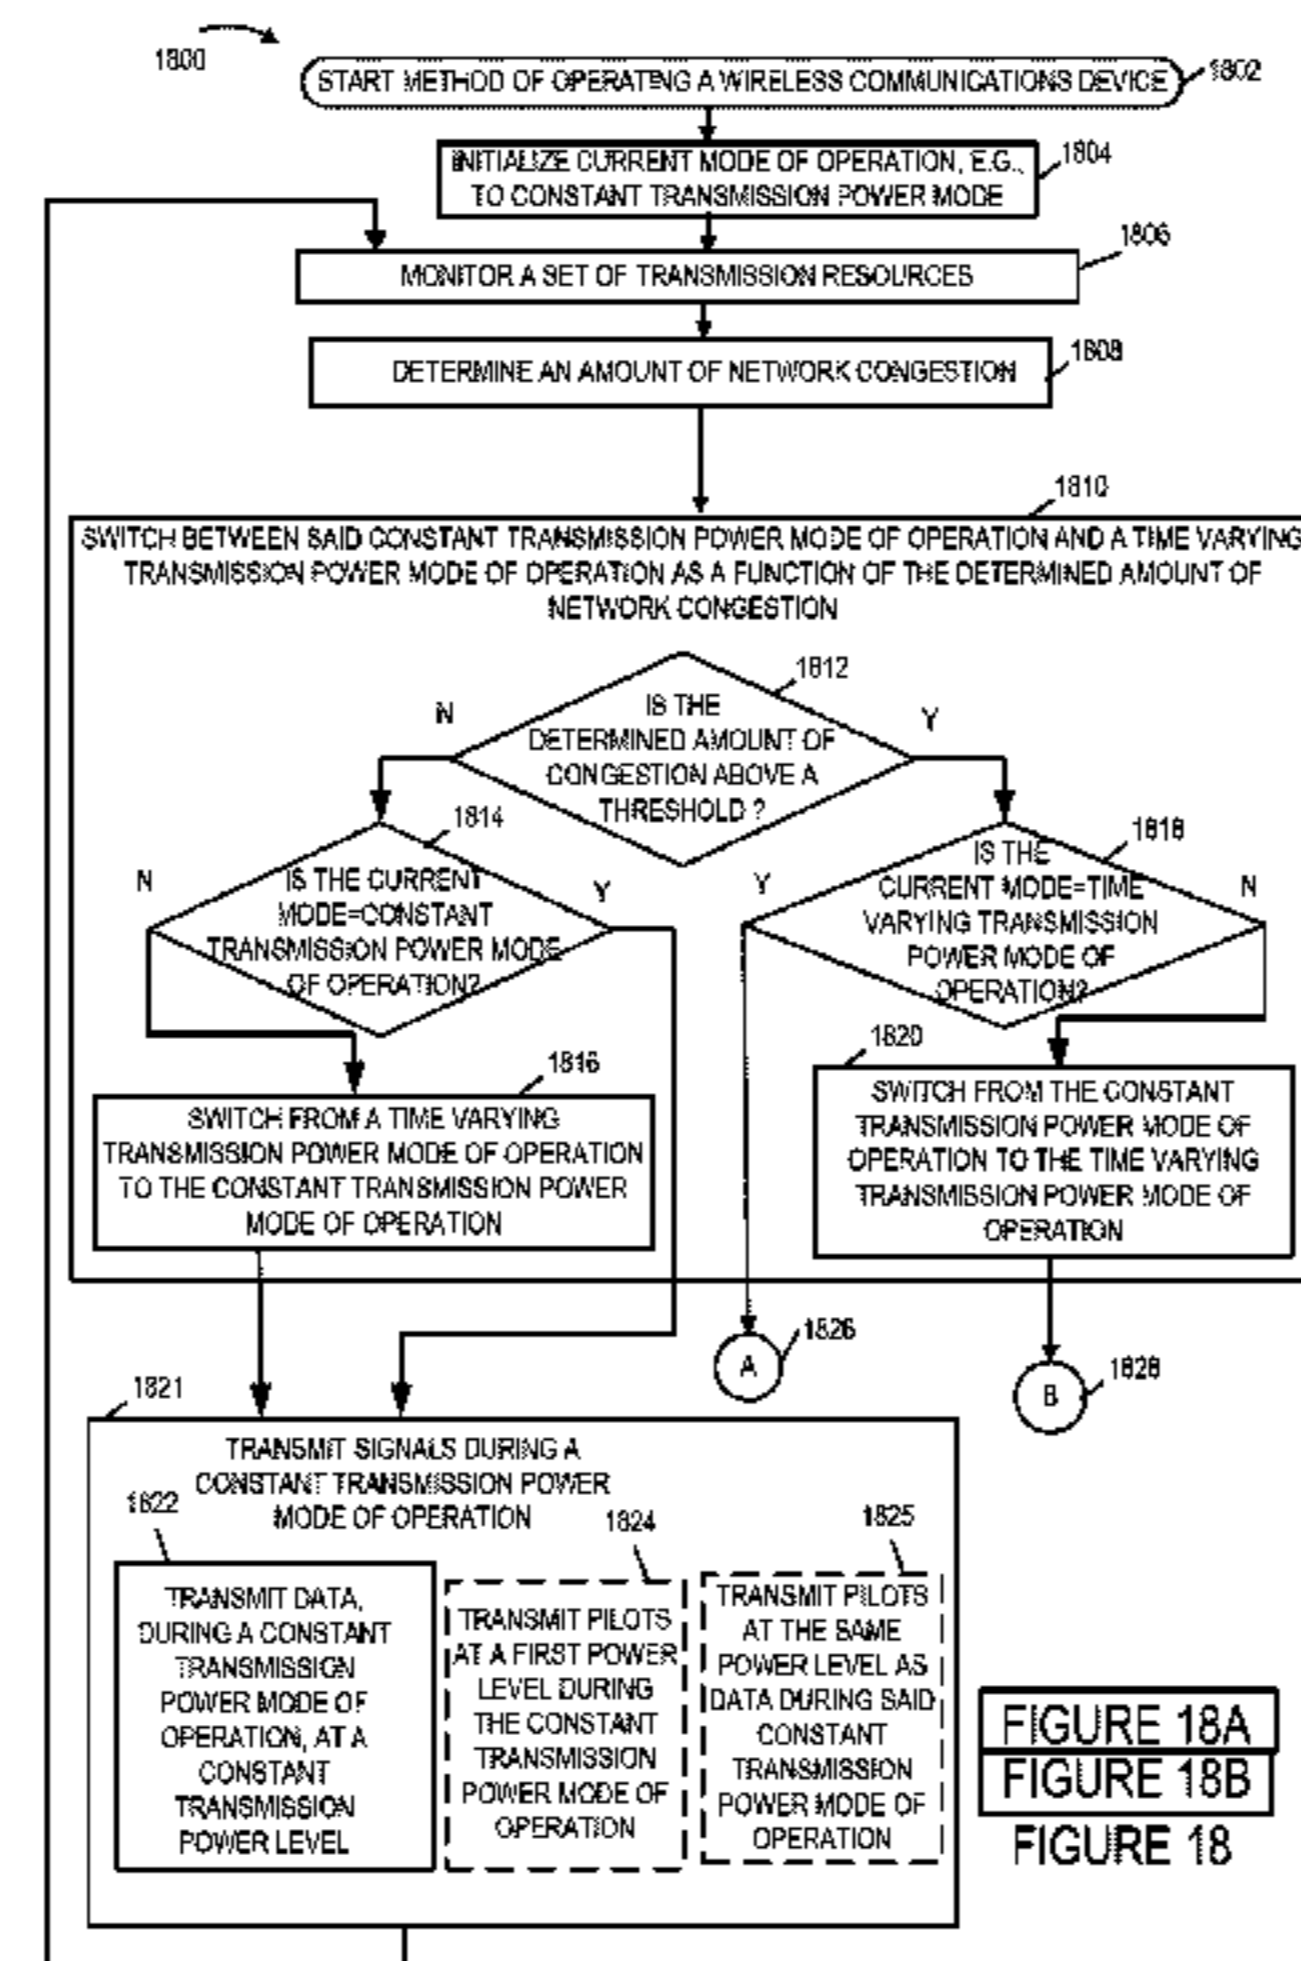 1800
START METHOD OF OPERATING A WIRELESS COMMUNICATIONS DEVICE
1802
INITIALIZE CURRENT MODE OF OPERATION, E.G.,
TO CONSTANT TRANSMISSION POWER MODE
1804
MONITOR A SET OF TRANSMISSION RESOURCES
1806
DETERMINE AN AMOUNT OF NETWORK CONGESTION
1808
1810
SWITCH BETWEEN SAID CONSTANT TRANSMISSION POWER MODE OF OPERATION AND A TIME VARYING
TRANSMISSION POWER MODE OF OPERATION AS A FUNCTION OF THE DETERMINED AMOUNT OF
NETWORK CONGESTION
1812
IS THE
DETERMINED AMOUNT OF
CONGESTION ABOVE A
THRESHOLD ?
N
Y
1814
IS THE CURRENT
MODE=CONSTANT
TRANSMISSION POWER MODE
OF OPERATION?
N
Y
1818
IS THE
CURRENT MODE=TIME
VARYING TRANSMISSION
POWER MODE OF
OPERATION?
Y
N
1816
SWITCH FROM A TIME VARYING
TRANSMISSION POWER MODE OF OPERATION
TO THE CONSTANT TRANSMISSION POWER
MODE OF OPERATION
1820
SWITCH FROM THE CONSTANT
TRANSMISSION POWER MODE OF
OPERATION TO THE TIME VARYING
TRANSMISSION POWER MODE OF
OPERATION
A
1826
B
1828
1821
TRANSMIT SIGNALS DURING A
CONSTANT TRANSMISSION POWER
MODE OF OPERATION
1822
TRANSMIT DATA,
DURING A CONSTANT
TRANSMISSION
POWER MODE OF
OPERATION, AT A
CONSTANT
TRANSMISSION
POWER LEVEL
1824
TRANSMIT PILOTS
AT A FIRST POWER
LEVEL DURING
THE CONSTANT
TRANSMISSION
POWER MODE OF
OPERATION
1825
TRANSMIT PILOTS
AT THE SAME
POWER LEVEL AS
DATA DURING SAID
CONSTANT
TRANSMISSION
POWER MODE OF
OPERATION
FIGURE 18A
FIGURE 18B
FIGURE 18